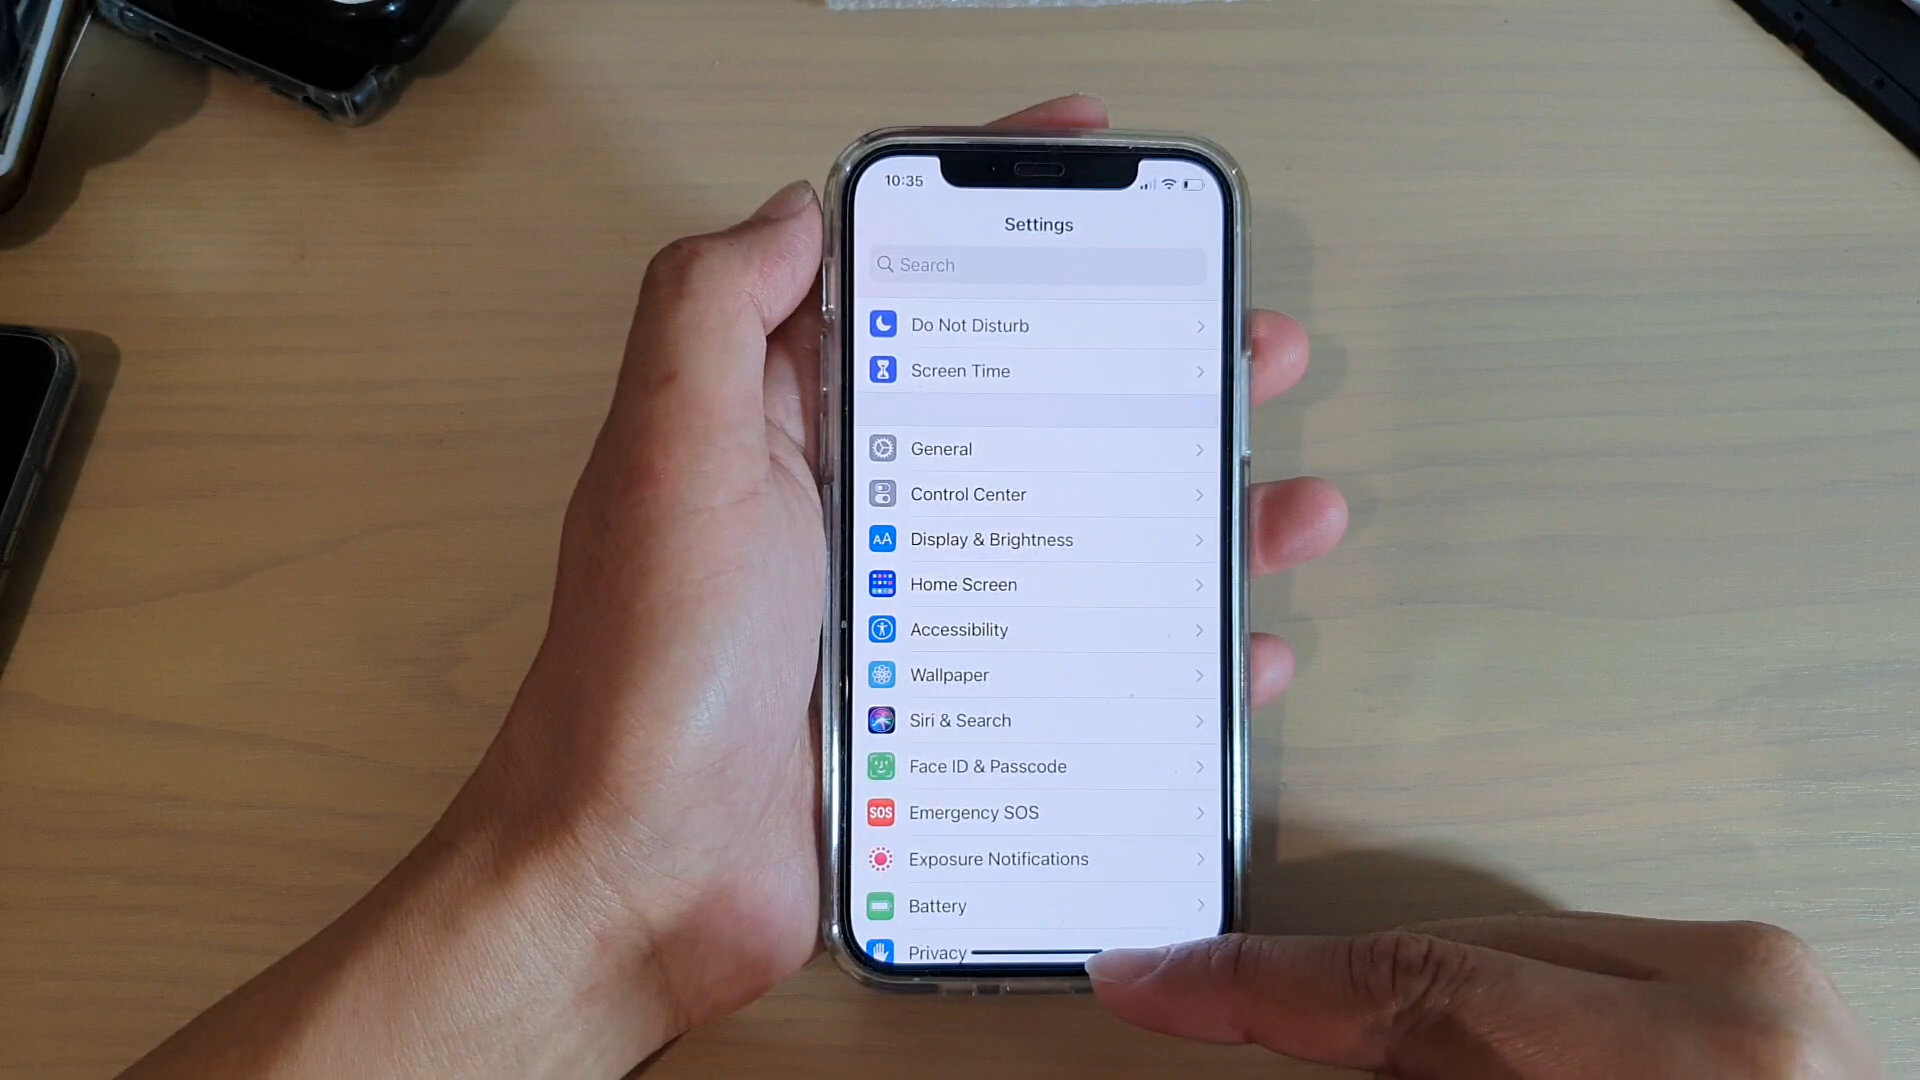 10:35
Settings
Search
Do Not Disturb
Screen Time
General
Control Center
AA Display & Brightness
Home Screen
Accessibility
Wallpaper
Siri & Search
Face ID & Passcode
SOS Emergency SOS
Exposure Notifications
Battery
Privacy